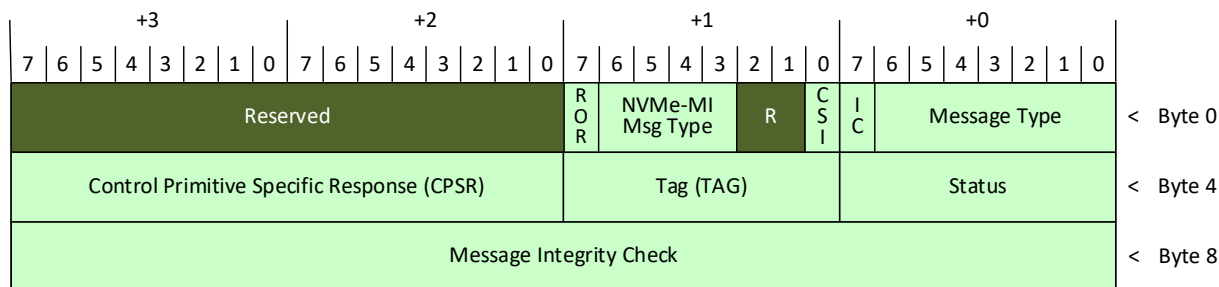 +3 +2 +1 +0
7 6 5 4 3 2 1 0 7 6 5 4 3 2 1 0 7 6 5 4 3 2 1 0 7 6 5 4 3 2 1 0
Reserved
ROR
NVMe-MI
Msg Type
R
CSI
IC
Message Type
< Byte 0
Control Primitive Specific Response (CPSR) Tag (TAG) Status < Byte 4
Message Integrity Check < Byte 8